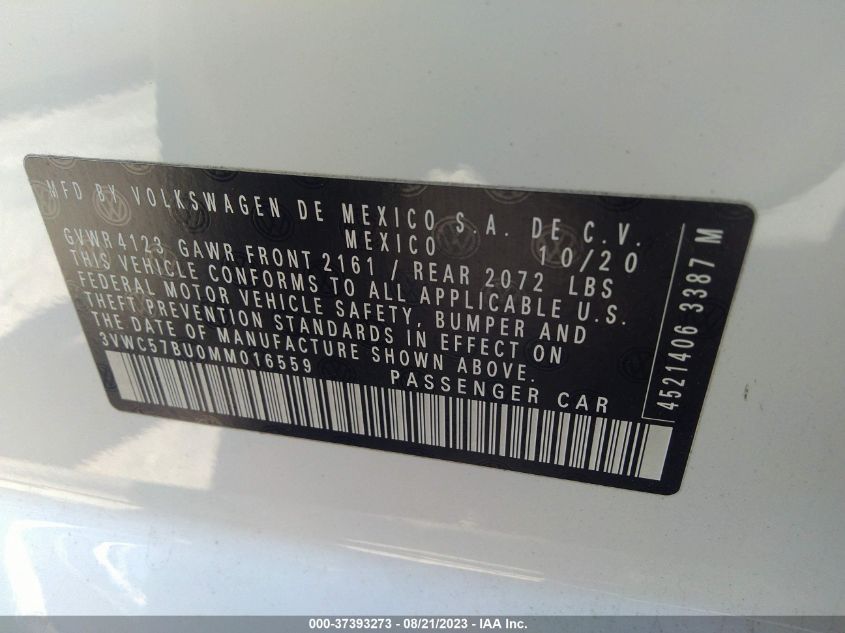 MFD BY VOLKSWAGEN DE MEXICO S.A. DE C.V.
MEXICO 10/20
GVWR 4123 GAWR FRONT 2161 / REAR 2072 LBS
THIS VEHICLE CONFORMS TO ALL APPLICABLE U.S.
FEDERAL MOTOR VEHICLE SAFETY, BUMPER AND
THEFT PREVENTION STANDARDS IN EFFECT ON
THE DATE OF MANUFACTURE SHOWN ABOVE.
3VWC57BU0MM016559 PASSENGER CAR
4521406 3387 M
000-37393273 - 08/21/2023 - IAA Inc.